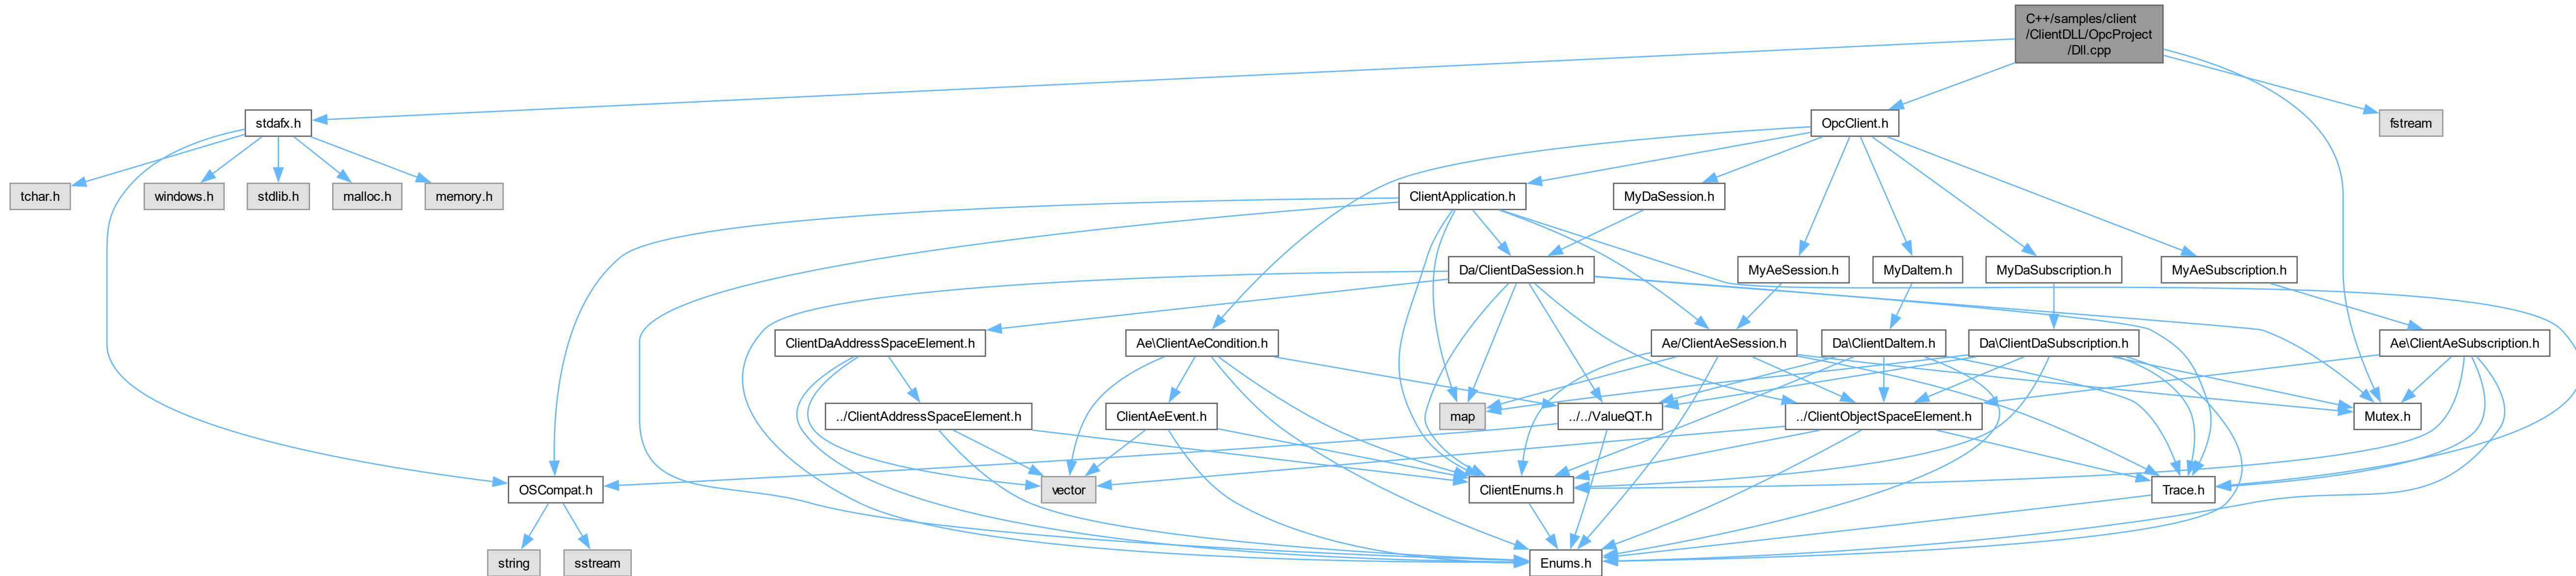 C++/samples/client
/ClientDLL/OpcProject
/Dll.cpp
stdafx.h
OpcClient.h
fstream
tchar.h
windows.h
stdlib.h
malloc.h
memory.h
ClientApplication.h
MyDaSession.h
Da/ClientDaSession.h
MyAeSession.h
MyDaItem.h
MyDaSubscription.h
MyAeSubscription.h
ClientDaAddressSpaceElement.h
Ae\ClientAeCondition.h
Ae/ClientAeSession.h
Da\ClientDaItem.h
Da\ClientDaSubscription.h
Ae\ClientAeSubscription.h
../ClientAddressSpaceElement.h
ClientAeEvent.h
map
../../ValueQT.h
../ClientObjectSpaceElement.h
Mutex.h
OSCompat.h
vector
ClientEnums.h
Trace.h
string
sstream
Enums.h